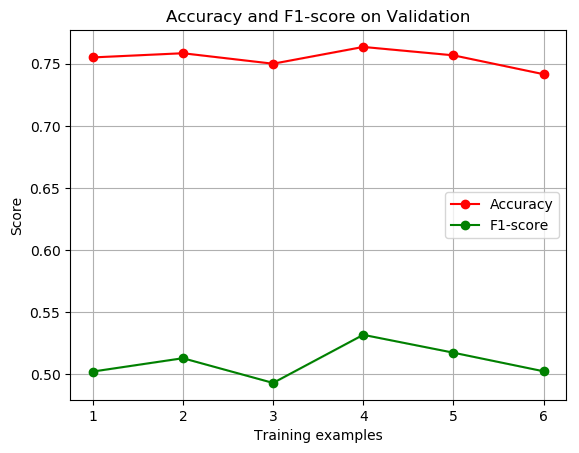 Accuracy and F1-score on Validation
0.75
0.70
0.65
0.60
0.55
0.50
Score
Accuracy
F1-score
1 2 3 4 5 6
Training examples